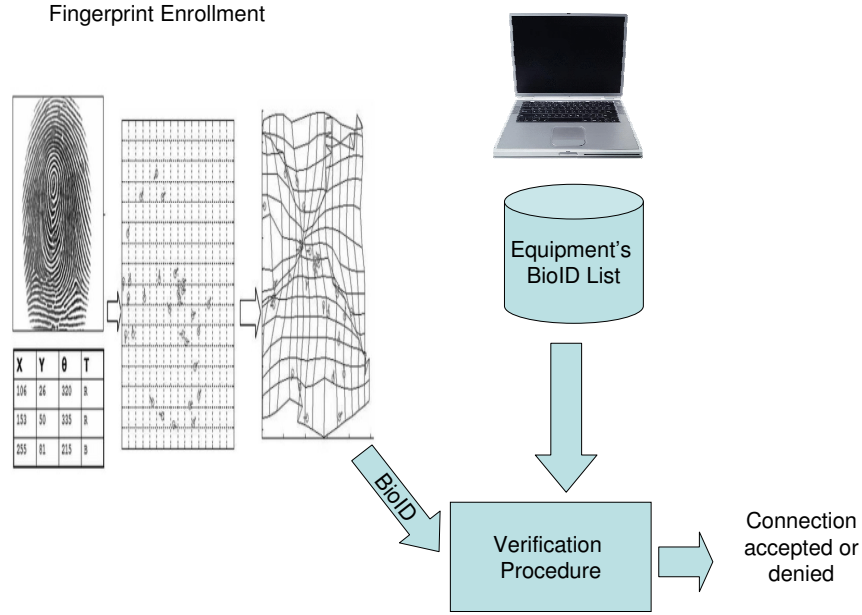 Fingerprint Enrollment
X Y θ T
106 26 320 R
153 50 335 R
255 81 215 B
Equipment's
BioID List
BioID
Verification
Procedure
Connection
accepted or
denied